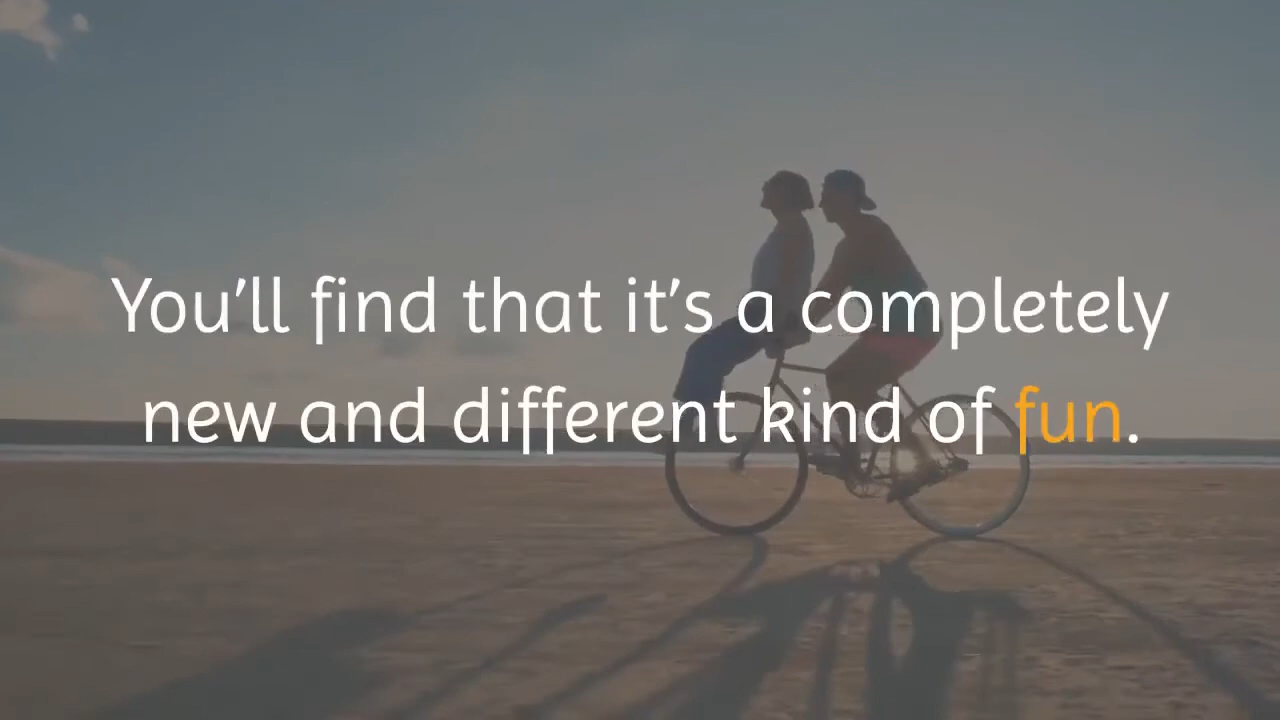 You’ll find that it’s a completely
new and different kind of fun.